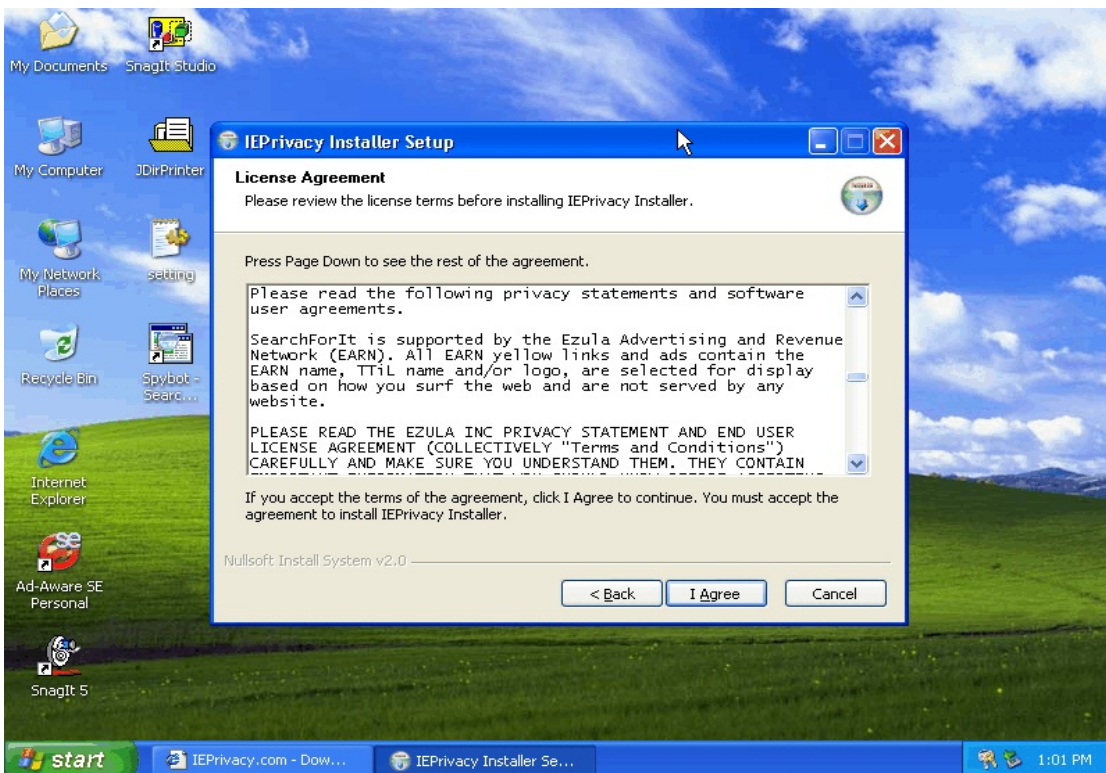 My Documents
SnagIt Studio
My Computer
JDirPrinter
My Network
Places
setting
Recycle Bin
Spybot -
Searc...
Internet
Explorer
Ad-Aware SE
Personal
SnagIt 5
IEPrivacy Installer Setup
License Agreement
Please review the license terms before installing IEPrivacy Installer.
Press Page Down to see the rest of the agreement.
Please read the following privacy statements and software
user agreements.
SearchForIt is supported by the Ezula Advertising and Revenue
Network (EARN). All EARN yellow links and ads contain the
EARN name, TTiL name and/or logo, are selected for display
based on how you surf the web and are not served by any
website.
PLEASE READ THE EZULA INC PRIVACY STATEMENT AND END USER
LICENSE AGREEMENT (COLLECTIVELY "Terms and Conditions")
CAREFULLY AND MAKE SURE YOU UNDERSTAND THEM. THEY CONTAIN
If you accept the terms of the agreement, click I Agree to continue. You must accept the
agreement to install IEPrivacy Installer.
Nullsoft Install System v2.0
< Back
I Agree
Cancel
start
IEPrivacy.com - Dow...
IEPrivacy Installer Se...
1:01 PM